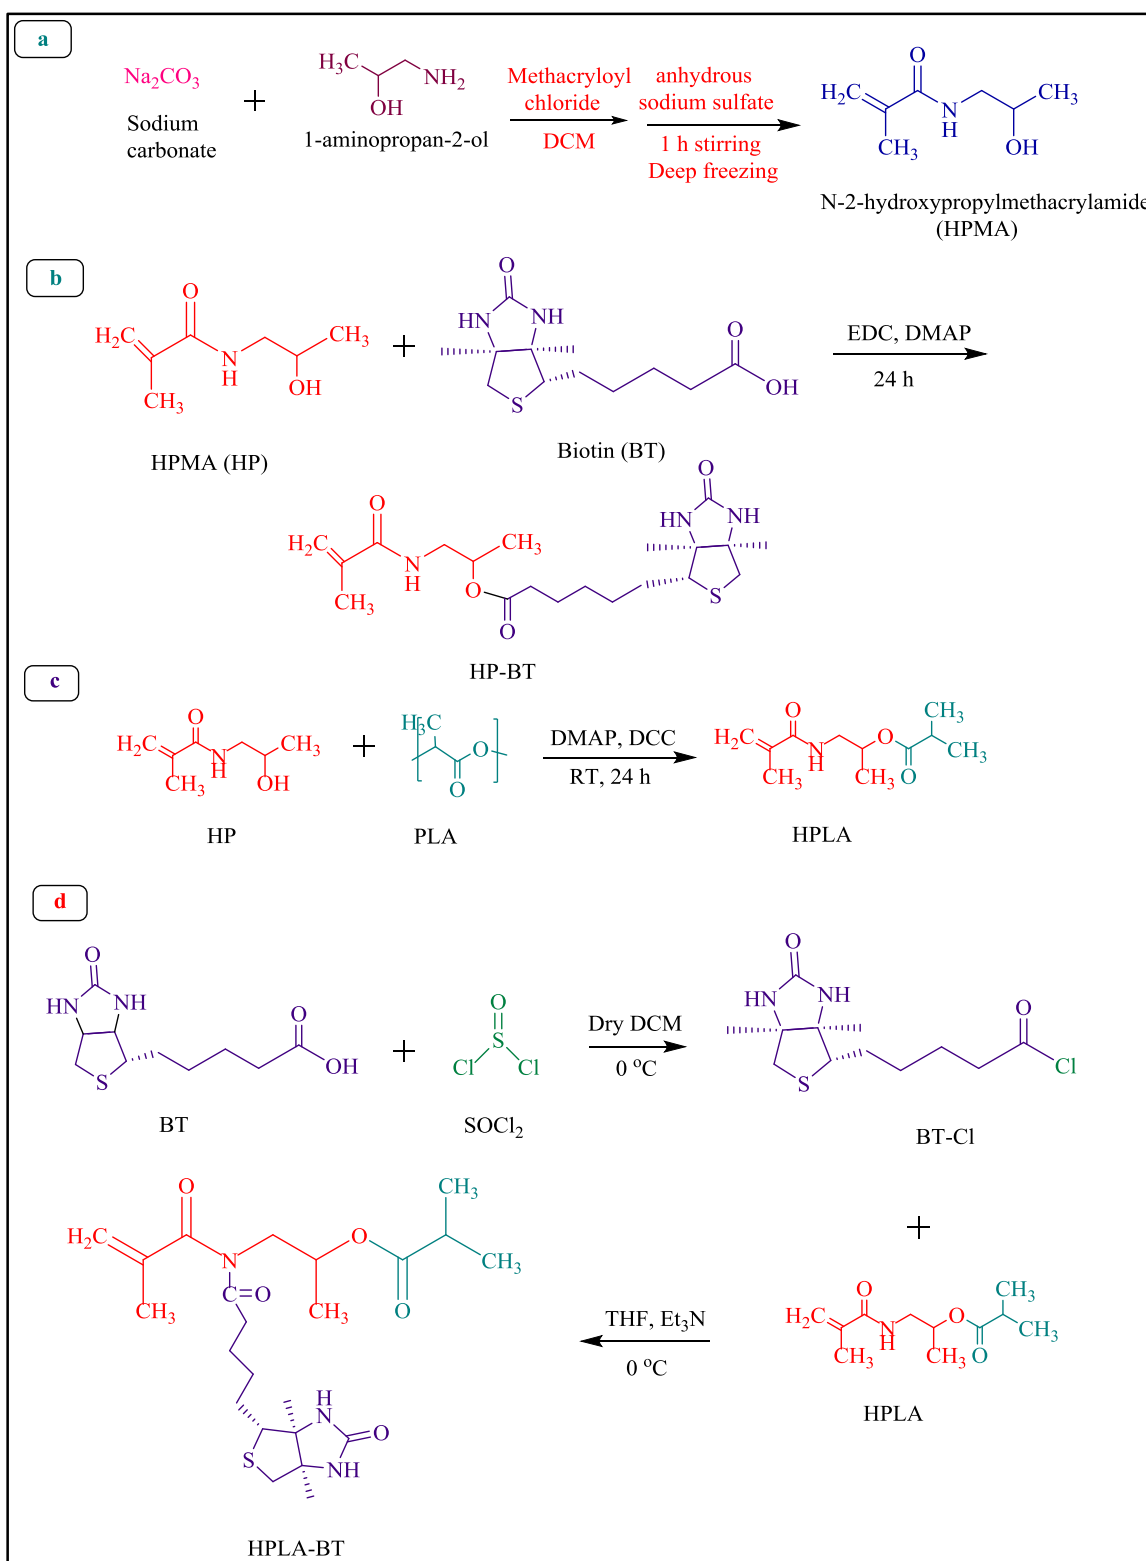 a
Na2CO3
Sodium
carbonate
+
H3C
NH2
OH
1-aminopropan-2-ol
Methacryloyl
chloride
DCM
anhydrous
sodium sulfate
1 h stirring
Deep freezing
O
H2C
N
H
CH3
CH3
OH
N-2-hydroxypropylmethacrylamide
(HPMA)
b
O
H2C
N
H
CH3
OH
CH3
HPMA (HP)
+
O
HN
NH
S
O
OH
Biotin (BT)
EDC, DMAP
24 h
O
H2C
N
H
CH3
CH3
O
O
O
HN
NH
S
HP-BT
c
O
H2C
N
H
CH3
CH3
OH
HP
+
H3C
O
O
PLA
DMAP, DCC
RT, 24 h
O
H2C
N
H
CH3
O
CH3
O
CH3
CH3
HPLA
d
O
HN
NH
S
O
OH
BT
+
O
S
Cl
Cl
SOCl2
Dry DCM
0 oC
O
HN
NH
S
O
Cl
BT-Cl
+
O
H2C
N
H
CH3
O
CH3
O
CH3
CH3
HPLA
THF, Et3N
0 oC
O
H2C
N
CH3
O
CH3
O
CH3
CH3
C=O
H
N
O
S
NH
HPLA-BT